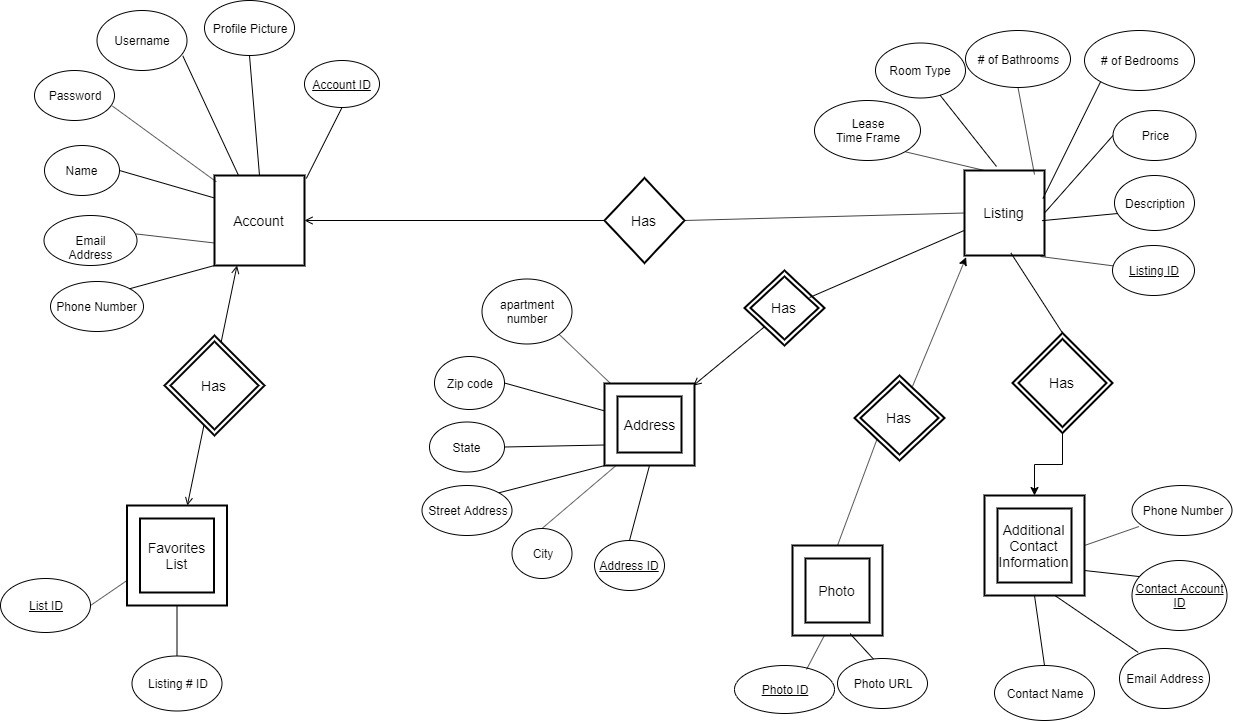 Profile Picture
Username
Account ID
Password
Name
Email
Address
Phone Number
Account
Has
Room Type
# of Bathrooms
# of Bedrooms
Lease
Time Frame
Price
Description
Listing ID
Listing
Has
Has
Has
Has
apartment
number
Zip code
State
Street Address
City
Address ID
Address
Favorites
List
List ID
Listing # ID
Photo
Photo ID
Photo URL
Additional
Contact
Information
Phone Number
Contact Account
ID
Email Address
Contact Name